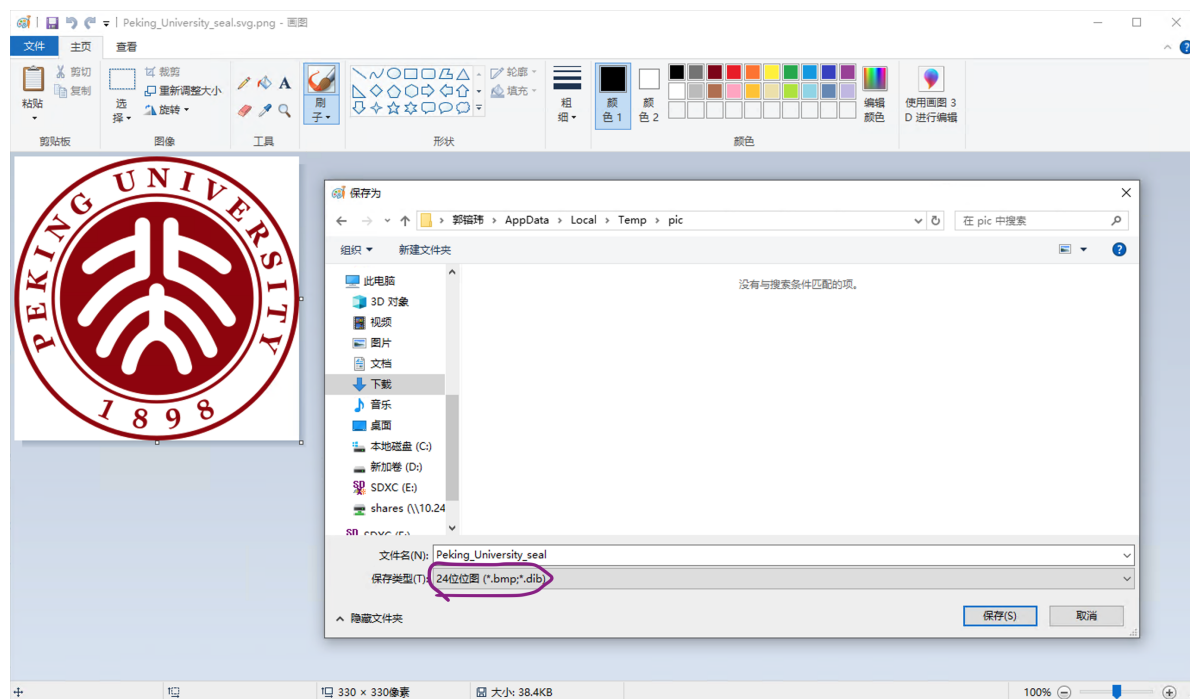 Peking_University_seal.svg.png - 画图
文件 主页 查看
粘贴
剪切
复制
剪贴板
选择
裁剪
重新调整大小
旋转
图像
A
工具
刷子
轮廓
填充
形状
粗细
颜色 1
颜色 2
编辑颜色
颜色
使用画图 3D 进行编辑
PEKING UNIVERSITY
1898
保存为
AppData › Local › Temp › pic
在 pic 中搜索
组织 新建文件夹
没有与搜索条件匹配的项。
此电脑
3D 对象
视频
图片
文档
下载
音乐
桌面
本地磁盘 (C:)
新加卷 (D:)
SDXC (E:)
shares (\\10.24
SDXC (E:)
文件名(N): Peking_University_seal
保存类型(T): 24位位图 (*.bmp;*.dib)
隐藏文件夹
保存(S) 取消
330 × 330像素
大小: 38.4KB
100%